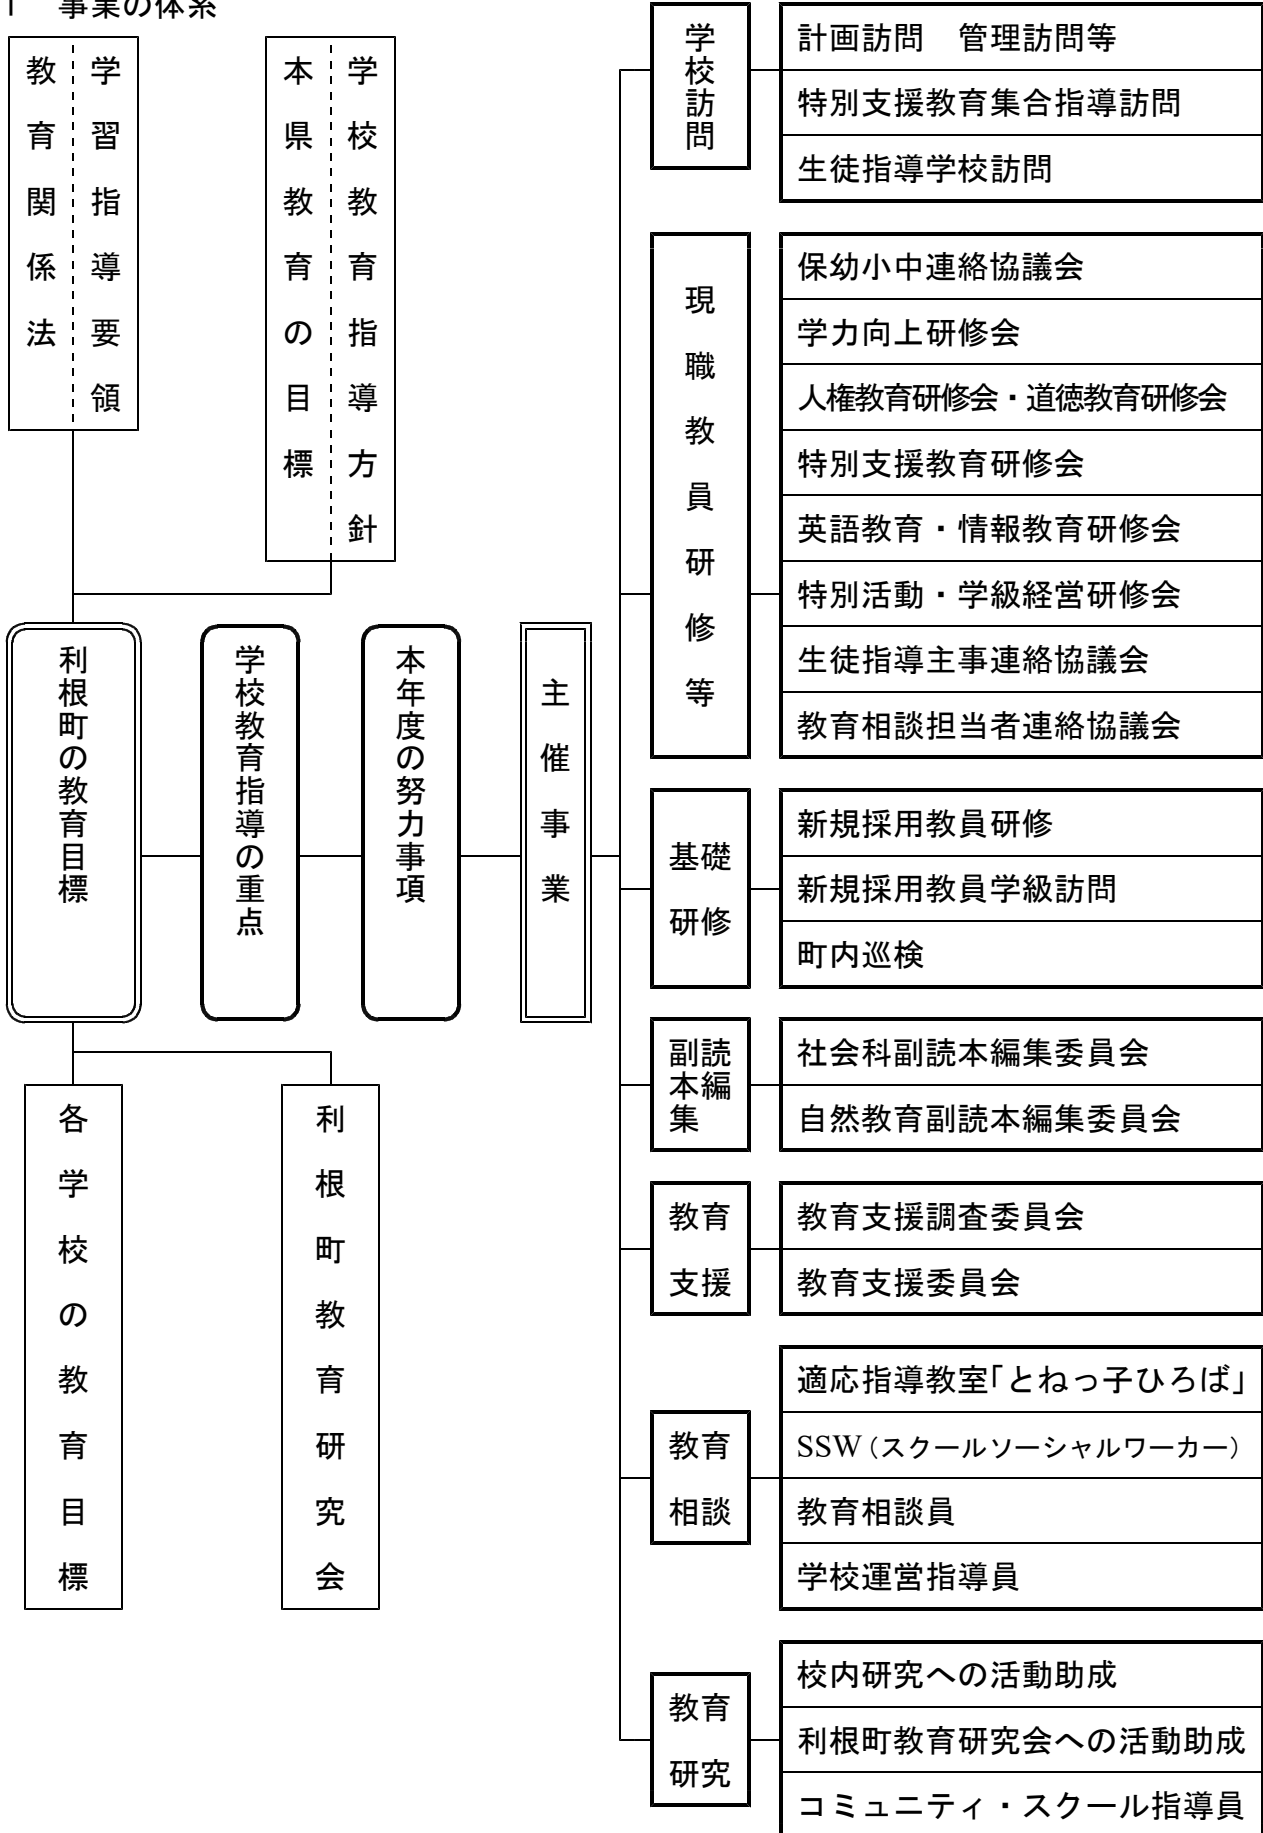 1　事業の体系
学習指導要領
教育関係法
学校教育指導方針
本県教育の目標
利根町の教育目標
学校教育指導の重点
本年度の努力事項
主催事業
各学校の教育目標
利根町教育研究会
学校訪問
計画訪問　管理訪問等
特別支援教育集合指導訪問
生徒指導学校訪問
現職教員研修等
保幼小中連絡協議会
学力向上研修会
人権教育研修会・道徳教育研修会
特別支援教育研修会
英語教育・情報教育研修会
特別活動・学級経営研修会
生徒指導主事連絡協議会
教育相談担当者連絡協議会
基礎
研修
新規採用教員研修
新規採用教員学級訪問
町内巡検
副読
本編
集
社会科副読本編集委員会
自然教育副読本編集委員会
教育
支援
教育支援調査委員会
教育支援委員会
教育
相談
適応指導教室「とねっ子ひろば」
SSW（スクールソーシャルワーカー）
教育相談員
学校運営指導員
教育
研究
校内研究への活動助成
利根町教育研究会への活動助成
コミュニティ・スクール指導員